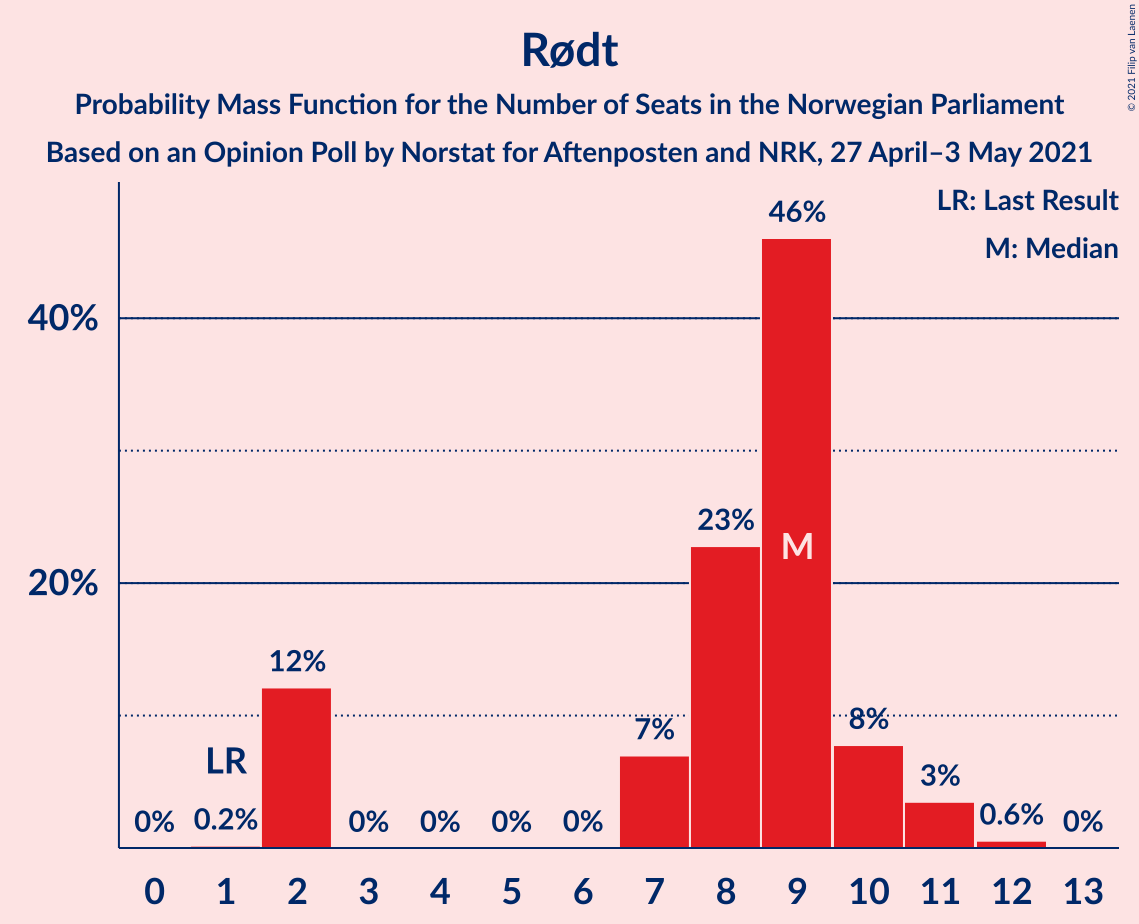 © 2021 Filip van Laenen
Rødt
Probability Mass Function for the Number of Seats in the Norwegian Parliament
Based on an Opinion Poll by Norstat for Aftenposten and NRK, 27 April–3 May 2021
LR: Last Result
M: Median
46%
40%
23%
M
20%
12%
7%
8%
LR
3%
0% 0.2% 0% 0% 0% 0% 0.6% 0%
0 1 2 3 4 5 6 7 8 9 10 11 12 13